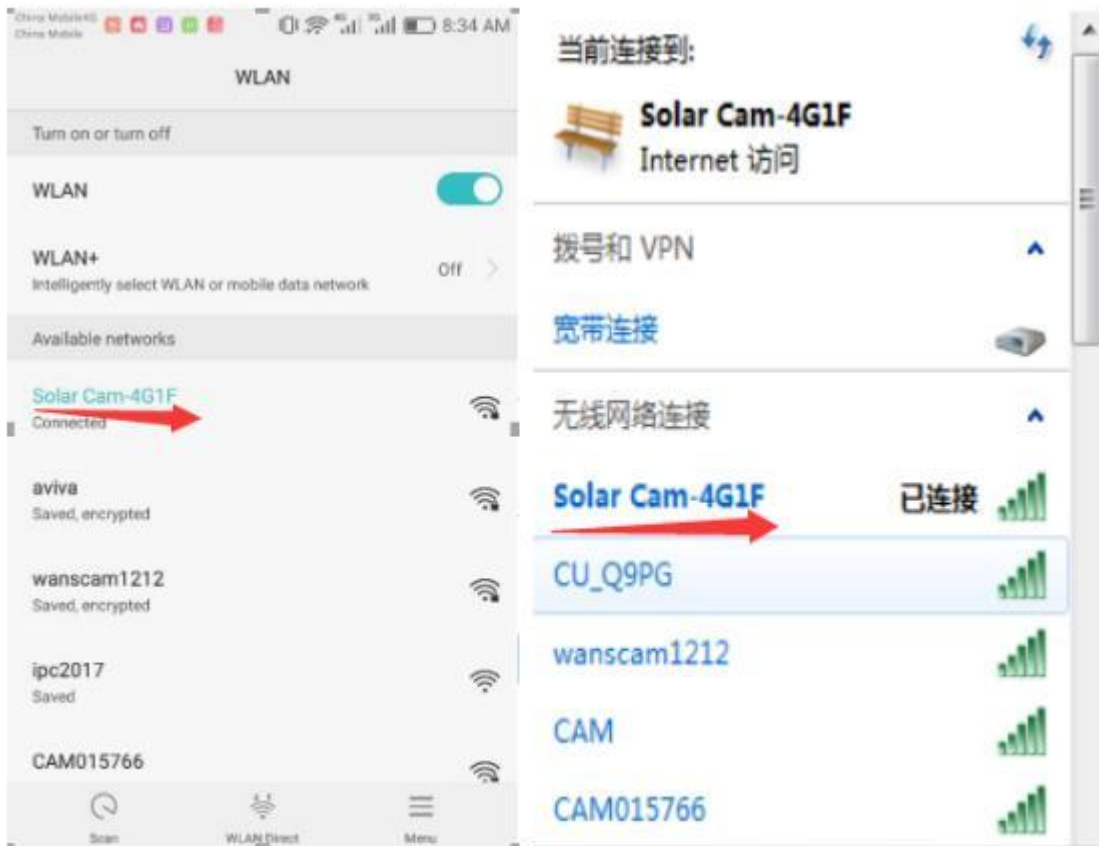 China Mobile4G
China Mobile
8:34 AM
WLAN
Turn on or turn off
WLAN
WLAN+
Intelligently select WLAN or mobile data network
Off
Available networks
Solar Cam-4G1F
Connected
aviva
Saved, encrypted
wanscam1212
Saved, encrypted
ipc2017
Saved
CAM015766
Scan
WLAN Direct
Menu
当前连接到:
Solar Cam-4G1F
Internet 访问
拨号和 VPN
宽带连接
无线网络连接
Solar Cam-4G1F 已连接
CU_Q9PG
wanscam1212
CAM
CAM015766